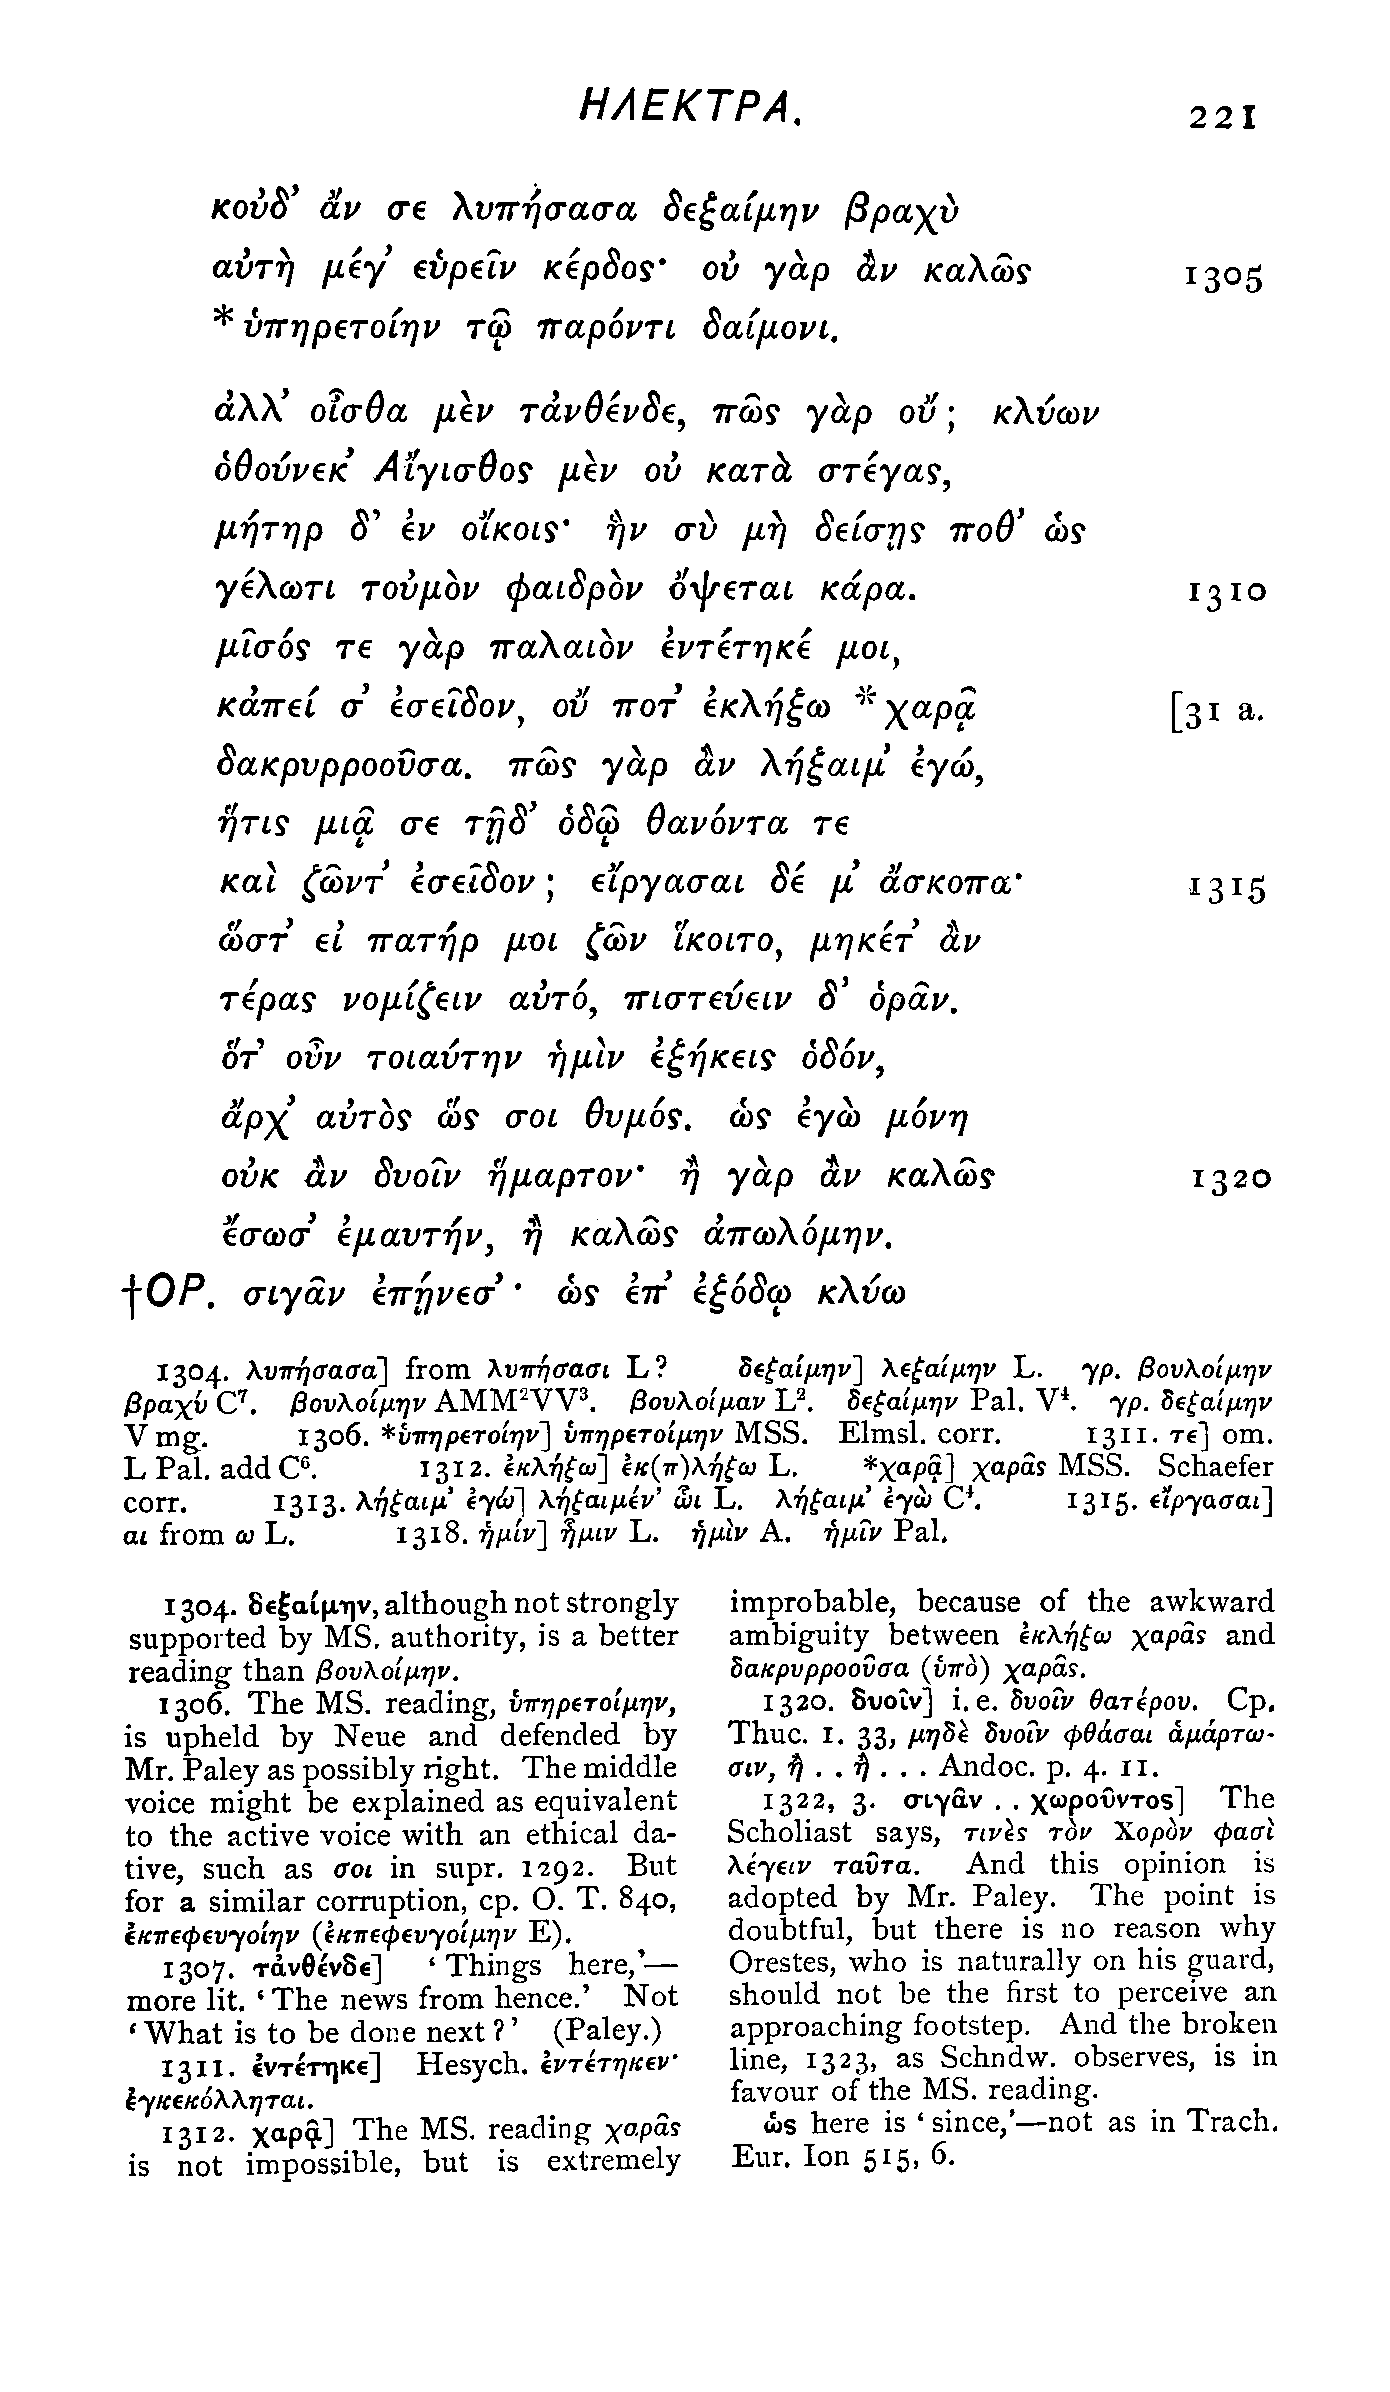 ΗΛΕΚΤΡΑ. 221
κοὐδ’ ἄν σε λυπήσασα δεξαίμην βραχὺ
αὐτὴ μέγ’ εὑρεῖν κέρδος· οὐ γὰρ ἂν καλῶς 1305
*ὑπηρετοίην τῷ παρόντι δαίμονι.
ἀλλ’ οἶσθα μὲν τἀνθένδε, πῶς γὰρ οὔ; κλύων
ὁθούνεκ’ Αἴγισθος μὲν οὐ κατὰ στέγας,
μήτηρ δ’ ἐν οἴκοις· ἣν σὺ μὴ δείσῃς ποθ’ ὡς
γέλωτι τοὐμὸν φαιδρὸν ὄψεται κάρα. 1310
μῖσός τε γὰρ παλαιὸν ἐντέτηκέ μοι,
κἀπεί σ’ ἐσεῖδον, οὔ ποτ’ ἐκλήξω *χαρᾷ [31 a.
δακρυρροοῦσα. πῶς γὰρ ἂν λήξαιμ’ ἐγώ,
ἥτις μιᾷ σε τῇδ’ ὁδῷ θανόντα τε
καὶ ζῶντ’ ἐσεῖδον; εἴργασαι δέ μ’ ἄσκοπα· 1315
ὥστ’ εἰ πατήρ μοι ζῶν ἵκοιτο, μηκέτ’ ἂν
τέρας νομίζειν αὐτό, πιστεύειν δ’ ὁρᾶν.
ὅτ’ οὖν τοιαύτην ἡμὶν ἐξήκεις ὁδόν,
ἄρχ’ αὐτὸς ὥς σοι θυμός. ὡς ἐγὼ μόνη
οὐκ ἂν δυοῖν ἥμαρτον· ἢ γὰρ ἂν καλῶς 1320
ἔσωσ’ ἐμαυτήν, ἢ καλῶς ἀπωλόμην.
†ΟΡ. σιγᾶν ἐπῄνεσ’· ὡς ἐπ’ ἐξόδῳ κλύω
1304. λυπήσασα] from λυπήσασι L? δεξαίμην] λεξαίμην L. γρ. βουλοίμην
βραχύ C⁷. βουλοίμην AMM²VV³. βουλοίμαν L². δεξαίμην Pal. V⁴. γρ. δεξαίμην
V mg. 1306. *ὑπηρετοίην] ὑπηρετοίμην MSS. Elmsl. corr. 1311. τε] om.
L Pal. add C⁶. 1312. ἐκλήξω] ἐκ(π)λήξω L. *χαρᾷ] χαρᾶς MSS. Schaefer
corr. 1313. λήξαιμ’ ἐγώ] λήξαιμέν’ ὧι L. λήξαιμ’ ἐγὼ C⁴. 1315. εἴργασαι]
αι from ω L. 1318. ἡμίν] ἧμιν L. ἡμὶν A. ἡμῖν Pal.
1304. δεξαίμην, although not strongly
supported by MS. authority, is a better
reading than βουλοίμην.
1306. The MS. reading, ὑπηρετοίμην,
is upheld by Neue and defended by
Mr. Paley as possibly right. The middle
voice might be explained as equivalent
to the active voice with an ethical da-
tive, such as σοι in supr. 1292. But
for a similar corruption, cp. O. T. 840,
ἐκπεφευγοίην (ἐκπεφευγοίμην E).
1307. τἀνθένδε] ‘Things here,’—
more lit. ‘The news from hence.’ Not
‘What is to be done next?’ (Paley.)
1311. ἐντέτηκε] Hesych. ἐντέτηκεν·
ἐγκεκόλληται.
1312. χαρᾷ] The MS. reading χαρᾶς
is not impossible, but is extremely
improbable, because of the awkward
ambiguity between ἐκλήξω χαρᾶς and
δακρυρροοῦσα (ὑπὸ) χαρᾶς.
1320. δυοῖν] i. e. δυοῖν θατέρου. Cp.
Thuc. 1. 33, μηδὲ δυοῖν φθάσαι ἁμάρτω-
σιν, ἢ . . ἢ . . . Andoc. p. 4. 11.
1322, 3. σιγᾶν . . χωροῦντος] The
Scholiast says, τινὲς τὸν Χορὸν φασὶ
λέγειν ταῦτα. And this opinion is
adopted by Mr. Paley. The point is
doubtful, but there is no reason why
Orestes, who is naturally on his guard,
should not be the first to perceive an
approaching footstep. And the broken
line, 1323, as Schndw. observes, is in
favour of the MS. reading.
ὡς here is ‘since,’—not as in Trach.
Eur. Ion 515, 6.